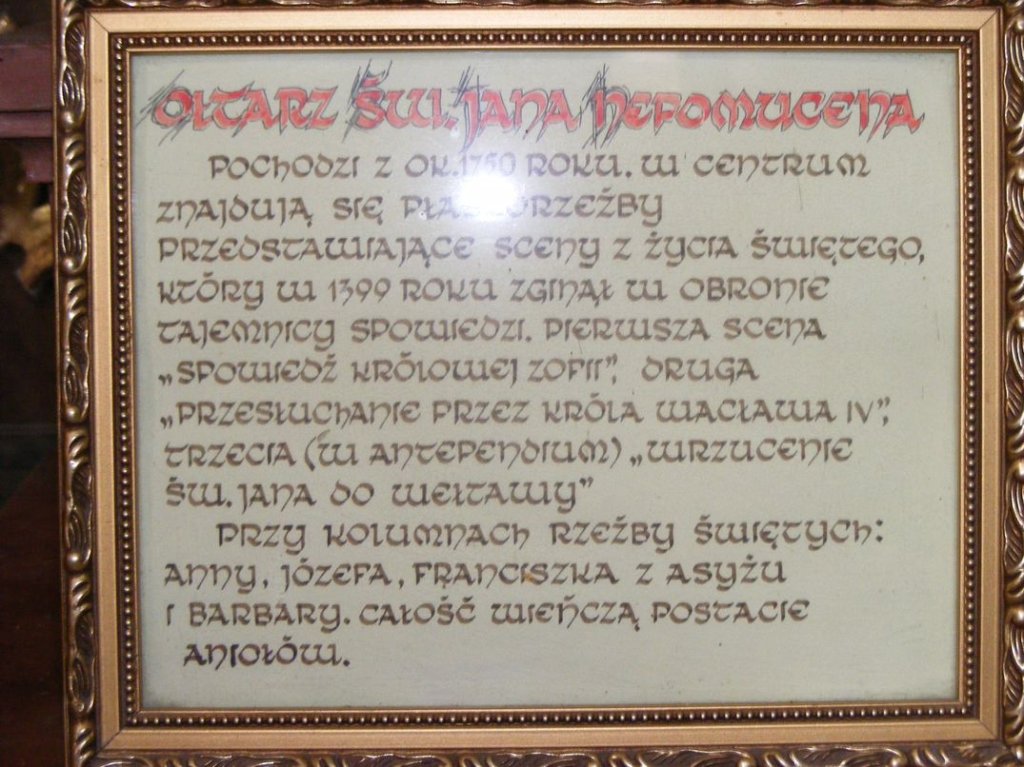 OŁTARZ ŚW. JANA NEPOMUCENA
POCHODZI Z OK. 1750 ROKU. W CENTRUM
ZNAJDUJĄ SIĘ PŁASKORZEŹBY
PRZEDSTAWIAJĄCE SCENY Z ŻYCIA ŚWIĘTEGO,
KTÓRY W 1399 ROKU ZGINĄŁ W OBRONIE
TAJEMNICY SPOWIEDZI. PIERWSZA SCENA
„SPOWIEDŹ KRÓLOWEJ ZOFII”, DRUGA
„PRZESŁUCHANIE PRZEZ KRÓLA WACŁAWA IV”,
TRZECIA (W ANTEPENDIUM) „WRZUCENIE
ŚW. JANA DO WEŁTAWY”
PRZY KOLUMNACH RZEŹBY ŚWIĘTYCH:
ANNY, JÓZEFA, FRANCISZKA Z ASYŻU
I BARBARY. CAŁOŚĆ WIEŃCZĄ POSTACIE
ANIOŁÓW.